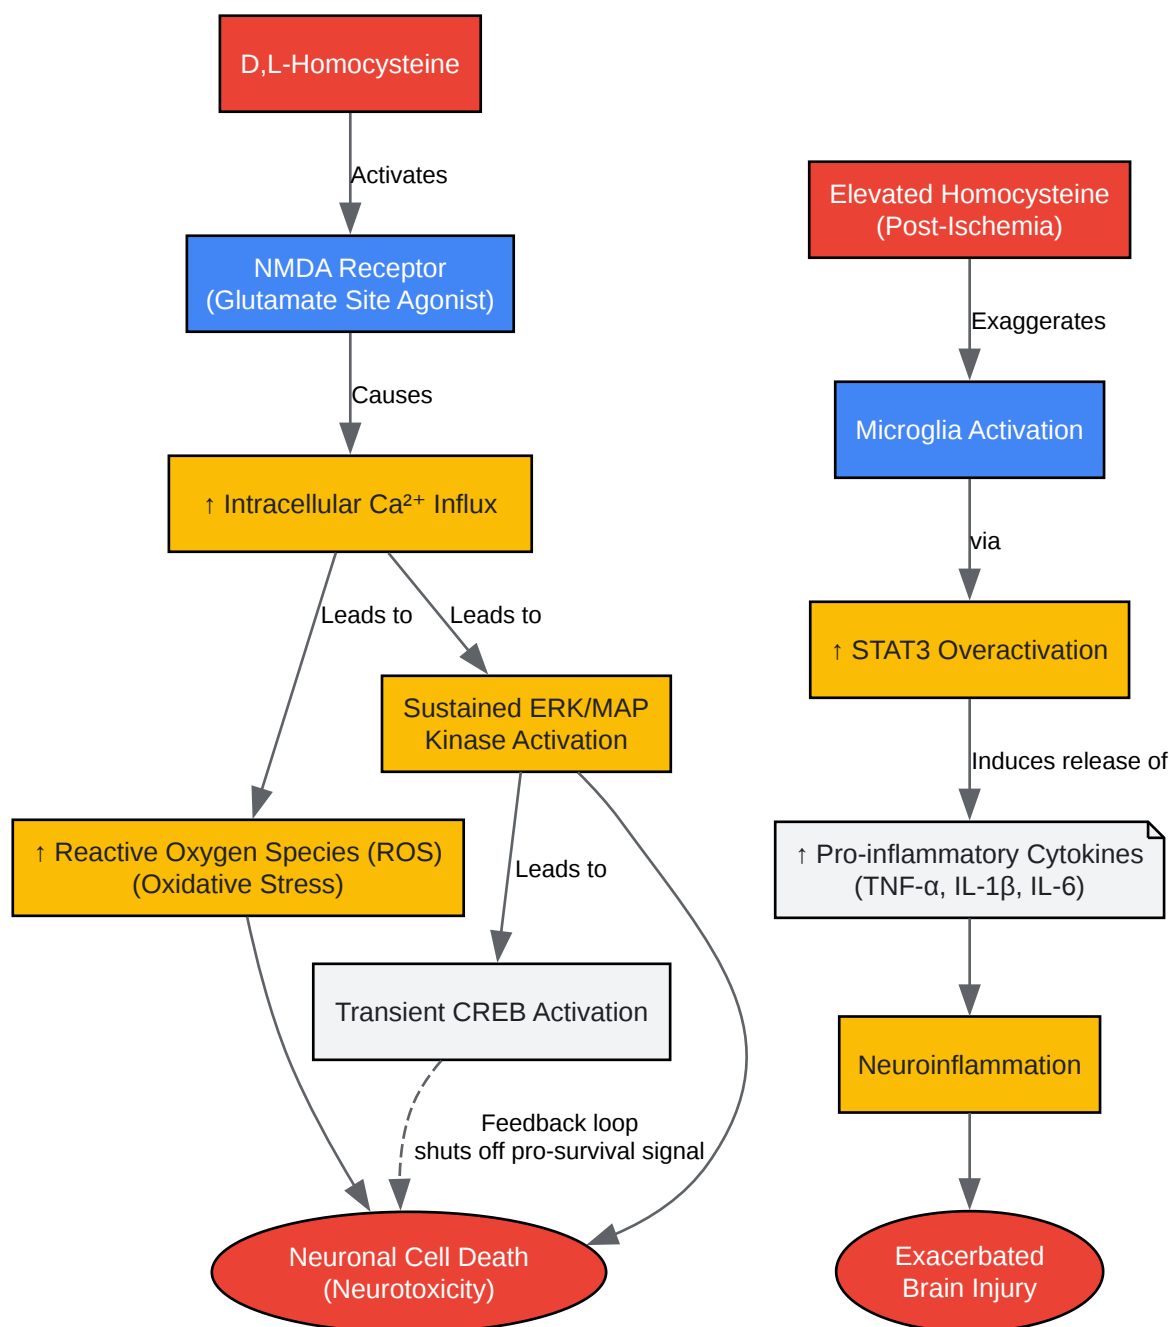 D,L-Homocysteine
Activates
NMDA Receptor
(Glutamate Site Agonist)
Causes
↑ Intracellular Ca²⁺ Influx
Leads to
Leads to
Sustained ERK/MAP
Kinase Activation
↑ Reactive Oxygen Species (ROS)
(Oxidative Stress)
Leads to
Transient CREB Activation
Feedback loop
shuts off pro-survival signal
Neuronal Cell Death
(Neurotoxicity)
Elevated Homocysteine
(Post-Ischemia)
Exaggerates
Microglia Activation
via
↑ STAT3 Overactivation
Induces release of
↑ Pro-inflammatory Cytokines
(TNF-α, IL-1β, IL-6)
Neuroinflammation
Exacerbated
Brain Injury